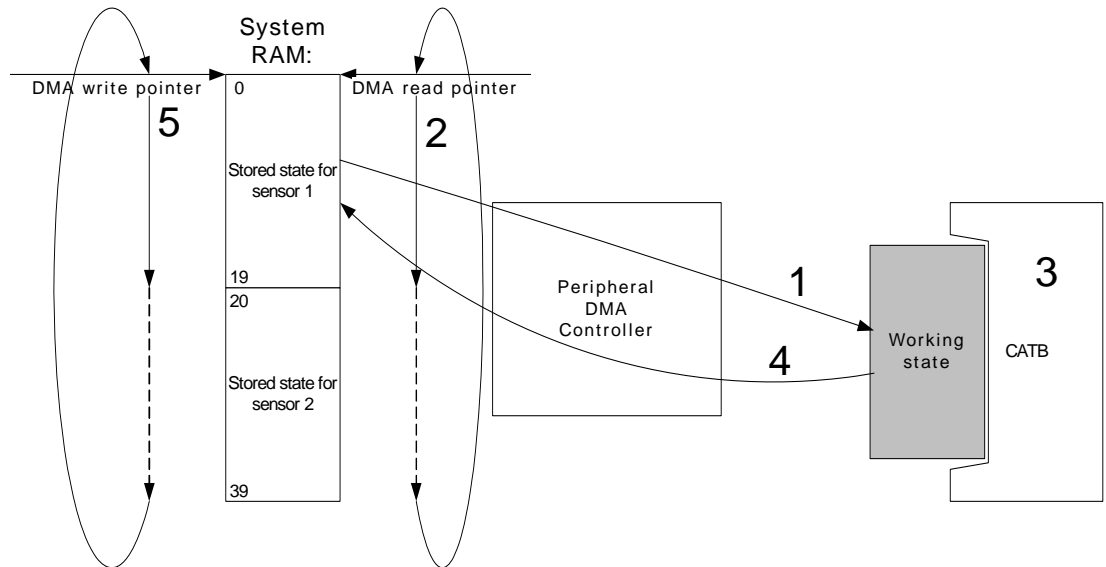 System
RAM:
DMA write pointer
0
DMA read pointer
5
2
Stored state for
sensor 1
19
20
Stored state for
sensor 2
39
Peripheral
DMA
Controller
1
4
Working
state
3
CATB